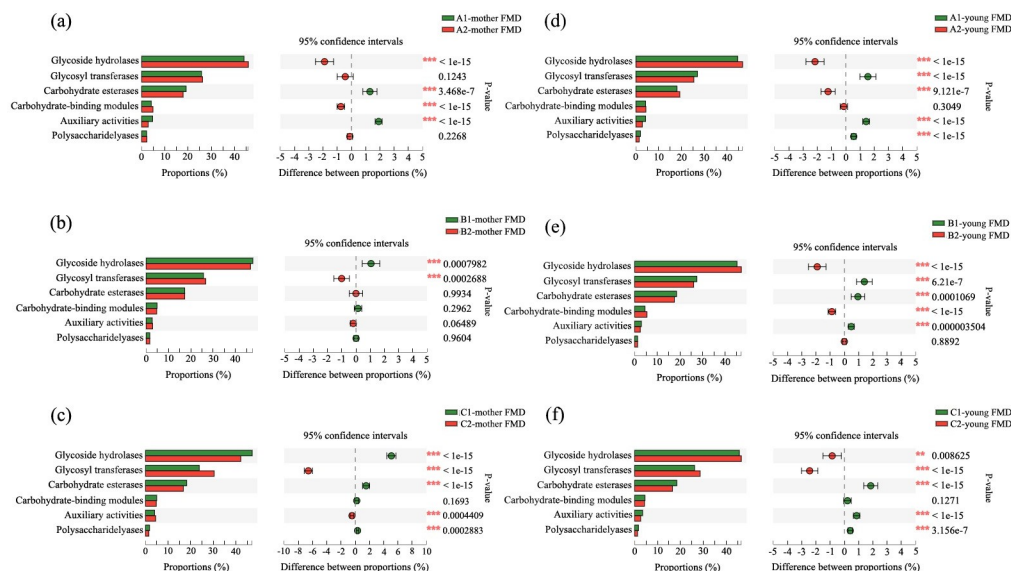 (a)
A1-mother FMD
A2-mother FMD
95% confidence intervals
Glycoside hydrolases
*** < 1e-15
Glycosyl transferases
0.1243
Carbohydrate esterases
*** 3.468e-7
Carbohydrate-binding modules
*** < 1e-15
Auxiliary activities
*** < 1e-15
Polysaccharidelyases
0.2268
P-value
0 10 20 30 40
-5 -4 -3 -2 -1 0 1 2 3 4 5
Proportions (%)
Difference between proportions (%)
(d)
A1-young FMD
A2-young FMD
95% confidence intervals
Glycoside hydrolases
*** < 1e-15
Glycosyl transferases
*** < 1e-15
Carbohydrate esterases
*** 9.121e-7
Carbohydrate-binding modules
0.3049
Auxiliary activities
*** < 1e-15
Polysaccharidelyases
*** < 1e-15
P-value
0 10 20 30 40
-5 -4 -3 -2 -1 0 1 2 3 4 5
Proportions (%)
Difference between proportions (%)
(b)
B1-mother FMD
B2-mother FMD
95% confidence intervals
Glycoside hydrolases
*** 0.0007982
Glycosyl transferases
*** 0.0002688
Carbohydrate esterases
0.9934
Carbohydrate-binding modules
0.2962
Auxiliary activities
0.06489
Polysaccharidelyases
0.9604
P-value
0 10 20 30 40
-5 -4 -3 -2 -1 0 1 2 3 4 5
Proportions (%)
Difference between proportions (%)
(e)
B1-young FMD
B2-young FMD
95% confidence intervals
Glycoside hydrolases
*** < 1e-15
Glycosyl transferases
*** 6.21e-7
Carbohydrate esterases
*** 0.0001069
Carbohydrate-binding modules
*** < 1e-15
Auxiliary activities
*** 0.000003504
Polysaccharidelyases
0.8892
P-value
0 10 20 30 40
-5 -4 -3 -2 -1 0 1 2 3 4 5
Proportions (%)
Difference between proportions (%)
(c)
C1-mother FMD
C2-mother FMD
95% confidence intervals
Glycoside hydrolases
*** < 1e-15
Glycosyl transferases
*** < 1e-15
Carbohydrate esterases
*** < 1e-15
Carbohydrate-binding modules
0.1693
Auxiliary activities
*** 0.0004409
Polysaccharidelyases
*** 0.0002883
P-value
0 10 20 30 40
-10 -8 -6 -4 -2 0 2 4 6 8 10
Proportions (%)
Difference between proportions (%)
(f)
C1-young FMD
C2-young FMD
95% confidence intervals
Glycoside hydrolases
** 0.008625
Glycosyl transferases
*** < 1e-15
Carbohydrate esterases
*** < 1e-15
Carbohydrate-binding modules
0.1271
Auxiliary activities
*** < 1e-15
Polysaccharidelyases
*** 3.156e-7
P-value
0 10 20 30 40
-5 -4 -3 -2 -1 0 1 2 3 4 5
Proportions (%)
Difference between proportions (%)